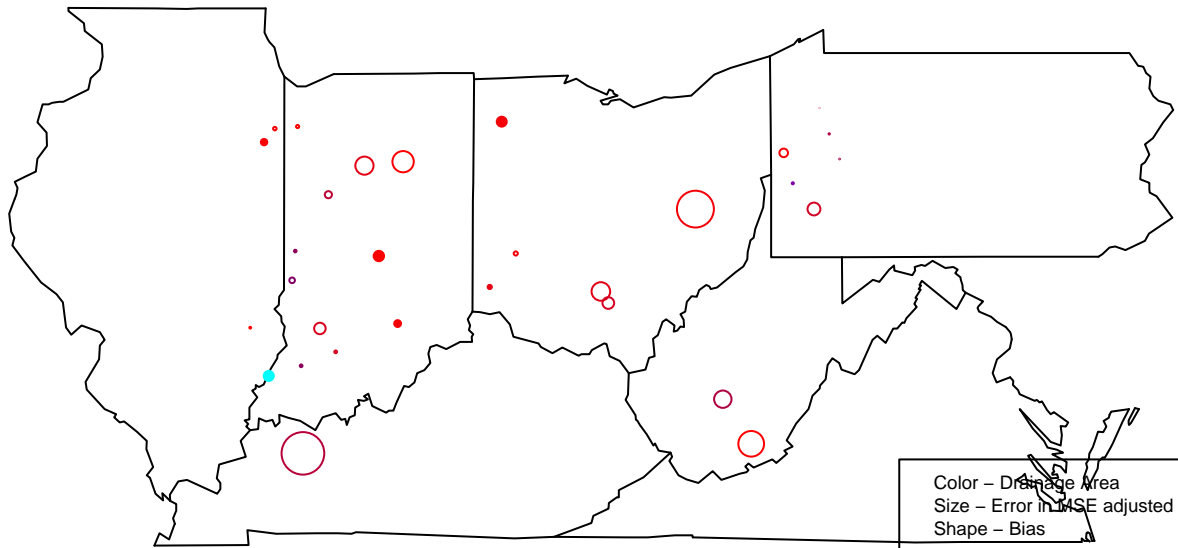 Color – Drainage Area
Size – Error in MSE adjusted
Shape – Bias